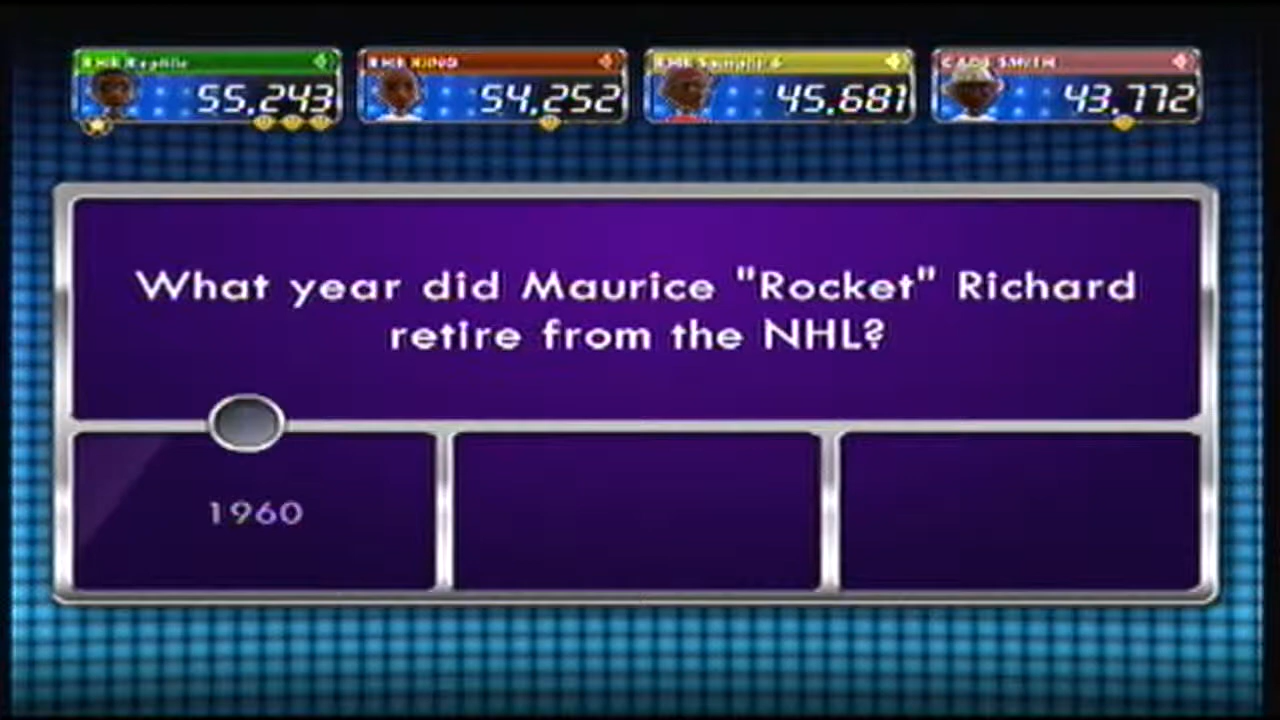 55,243
54,252
45,681
43,772
What year did Maurice "Rocket" Richard
retire from the NHL?
1960